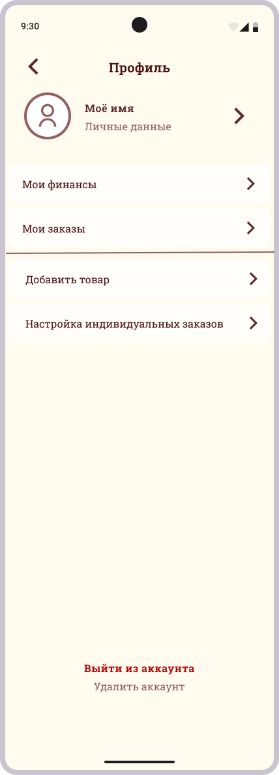 9:30
Профиль
Моё имя
Личные данные
Мои финансы
Мои заказы
Добавить товар
Настройка индивидуальных заказов
Выйти из аккаунта
Удалить аккаунт